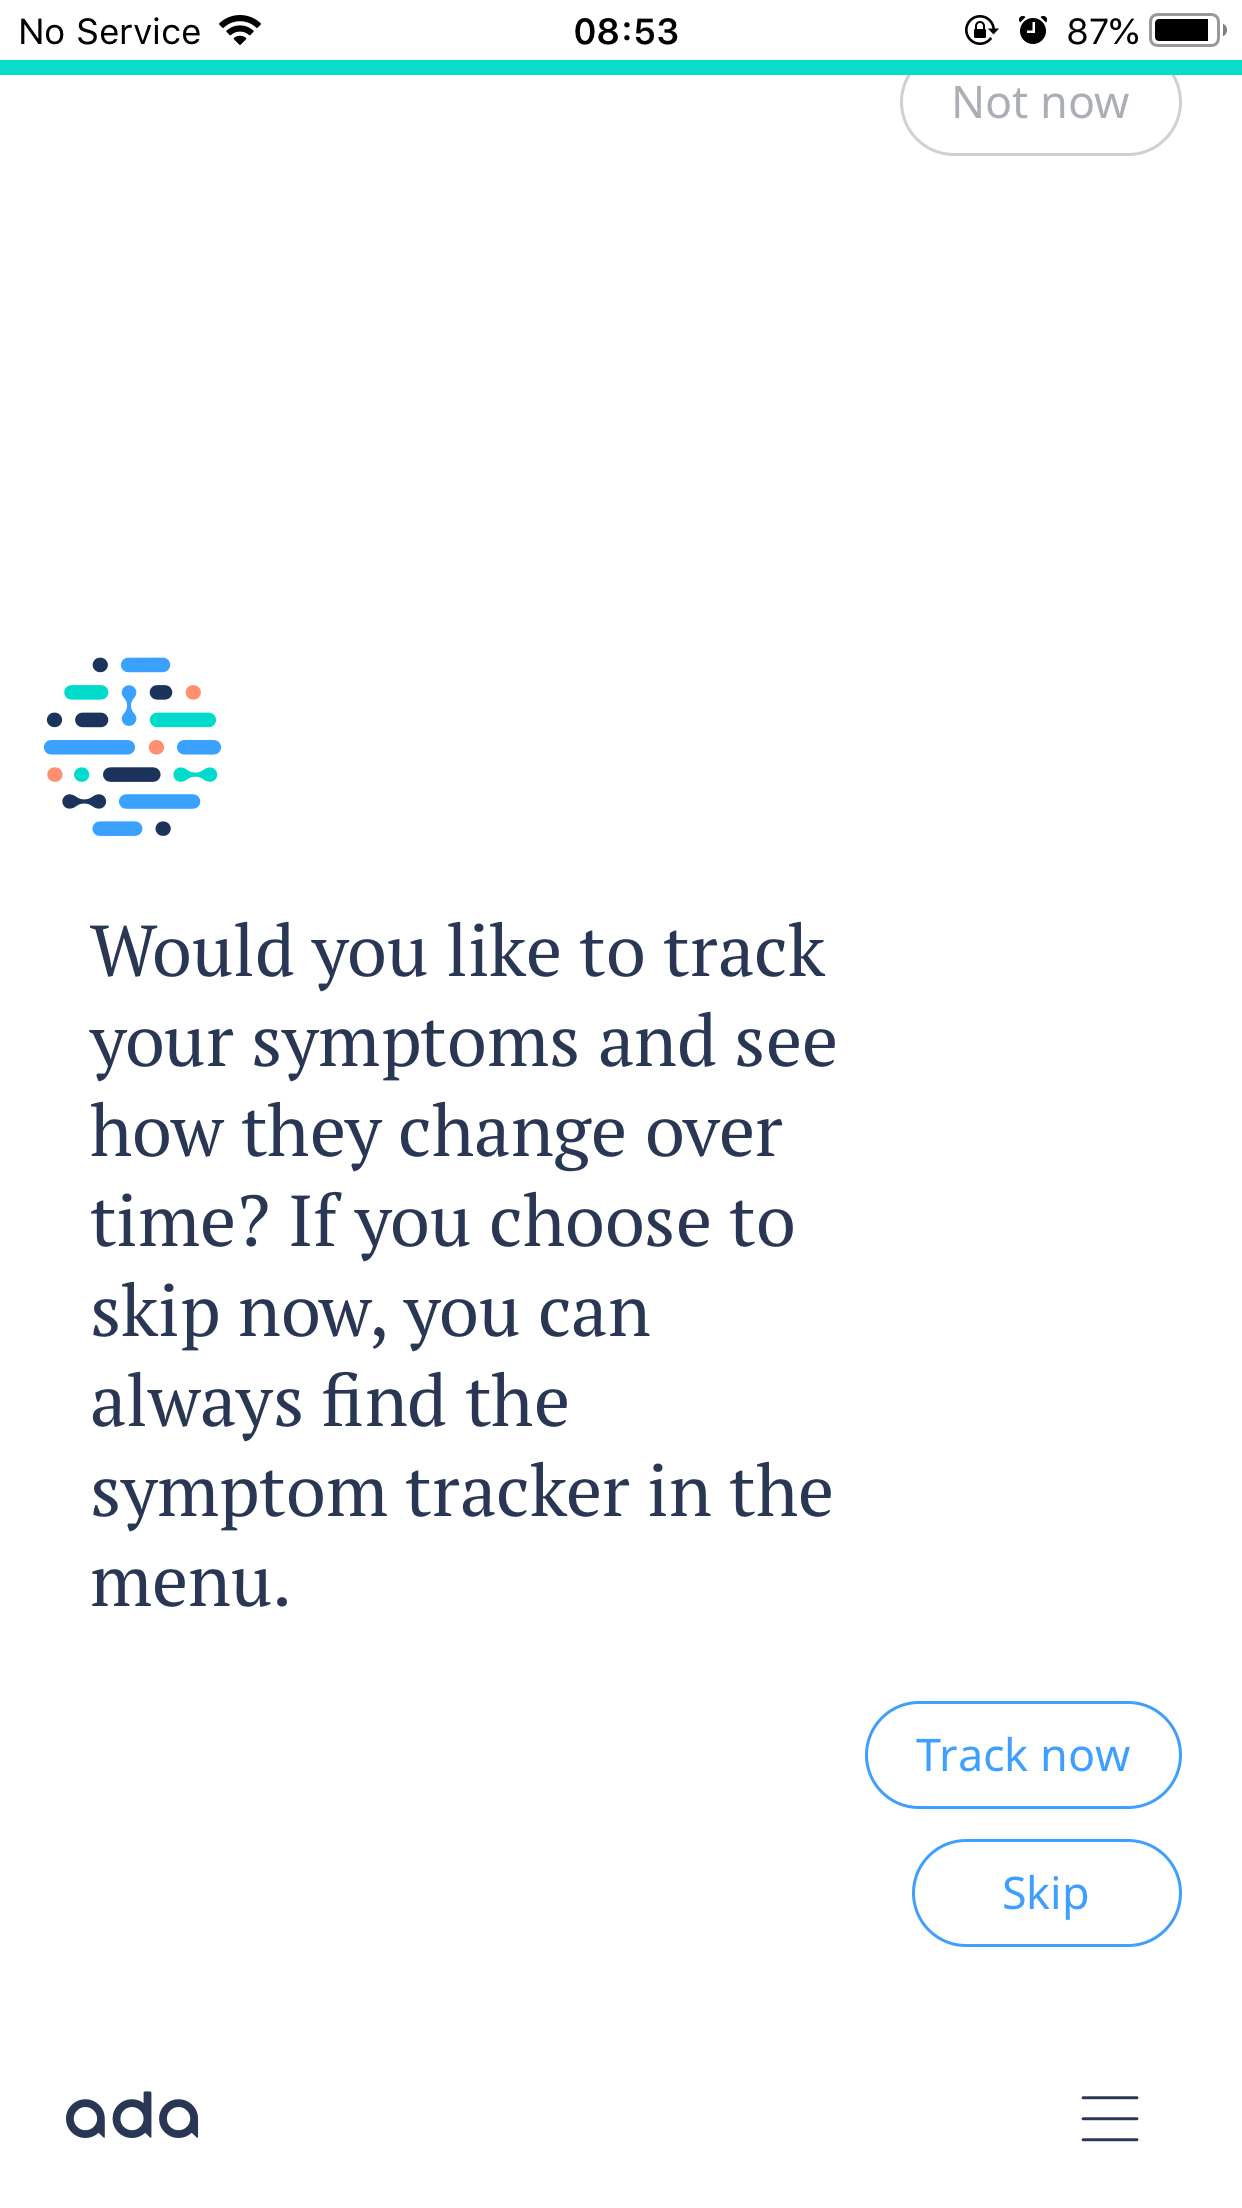 No Service 08:53 87%
Not now
Would you like to track
your symptoms and see
how they change over
time? If you choose to
skip now, you can
always find the
symptom tracker in the
menu.
Track now
Skip
ada